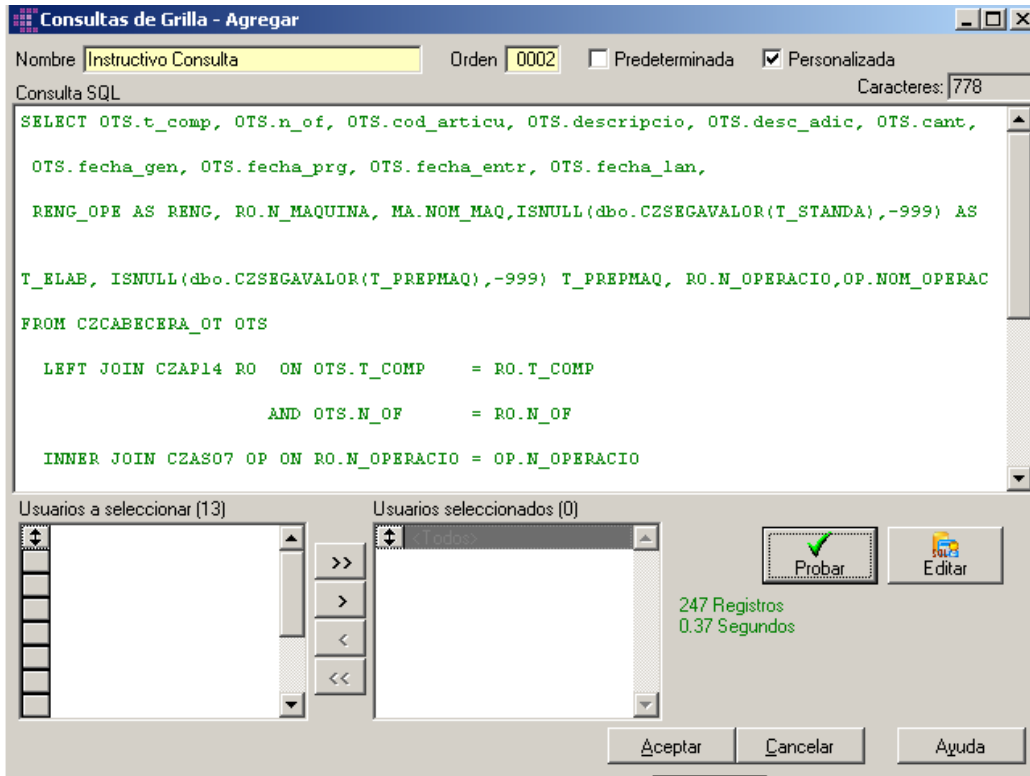 Consultas de Grilla - Agregar
Nombre Instructivo Consulta Orden 0002 Predeterminada Personalizada
Consulta SQL Caracteres: 778
SELECT OTS.t_comp, OTS.n_of, OTS.cod_articu, OTS.descripcio, OTS.desc_adic, OTS.cant,
OTS.fecha_gen, OTS.fecha_prg, OTS.fecha_entr, OTS.fecha_lan,
RENG_OPE AS RENG, RO.N_MAQUINA, MA.NOM_MAQ,ISNULL(dbo.CZSEGAVALOR(T_STANDA),-999) AS
T_ELAB, ISNULL(dbo.CZSEGAVALOR(T_PREPMAQ),-999) T_PREPMAQ, RO.N_OPERACIO,OP.NOM_OPERAC
FROM CZCABECERA_OT OTS
LEFT JOIN CZAP14 RO ON OTS.T_COMP = RO.T_COMP
AND OTS.N_OF = RO.N_OF
INNER JOIN CZAS07 OP ON RO.N_OPERACIO = OP.N_OPERACIO
Usuarios a seleccionar (13) Usuarios seleccionados (0)
<Todos>
>>
>
<
<<
Probar Editar
247 Registros
0.37 Segundos
Aceptar Cancelar Ayuda